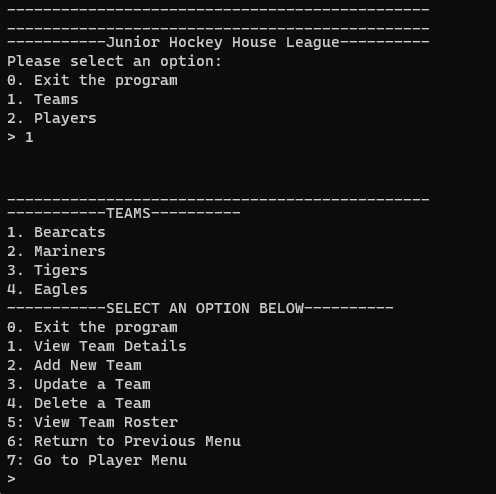 -----------------------------------------------
-----------------------------------------------
-----------Junior Hockey House League----------
Please select an option:
0. Exit the program
1. Teams
2. Players
> 1
-----------------------------------------------
-----------TEAMS----------
1. Bearcats
2. Mariners
3. Tigers
4. Eagles
-----------SELECT AN OPTION BELOW----------
0. Exit the program
1. View Team Details
2. Add New Team
3. Update a Team
4. Delete a Team
5: View Team Roster
6: Return to Previous Menu
7: Go to Player Menu
>